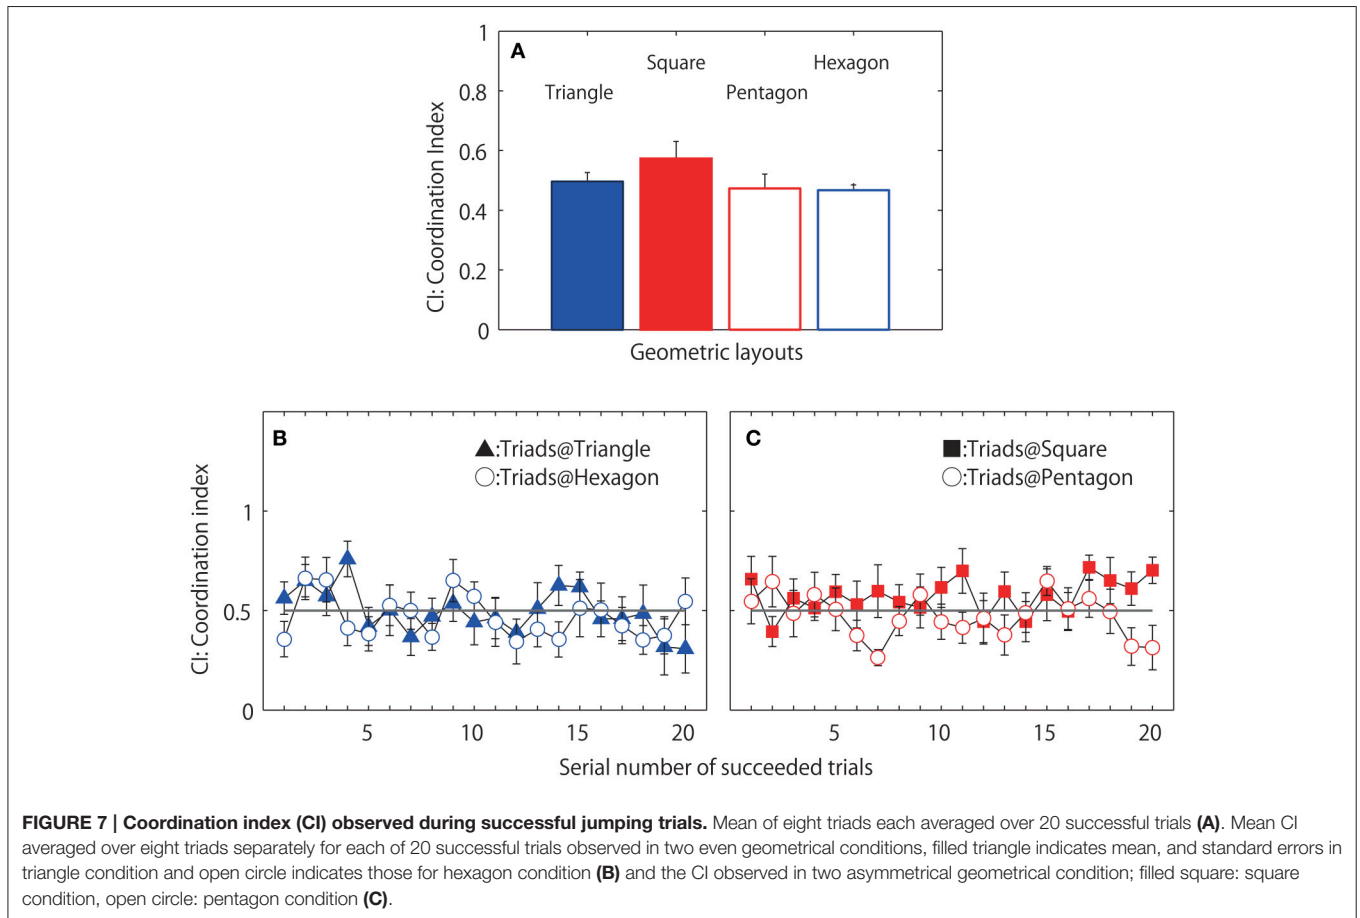 1
A
Square
Hexagon
0.8
Triangle
Pentagon
0.6
0.4
0.2
0
CI: Coordination Index
Geometric layouts
B
▲:Triads@Triangle
○:Triads@Hexagon
C
■:Triads@Square
○:Triads@Pentagon
CI: Coordination index
1
0.5
0.5
0
5 10 15 20
5 10 15 20
Serial number of succeeded trials
FIGURE 7 | Coordination index (CI) observed during successful jumping trials. Mean of eight triads each averaged over 20 successful trials (A). Mean CI
averaged over eight triads separately for each of 20 successful trials observed in two even geometrical conditions, filled triangle indicates mean, and standard errors in
triangle condition and open circle indicates those for hexagon condition (B) and the CI observed in two asymmetrical geometrical condition; filled square: square
condition, open circle: pentagon condition (C).